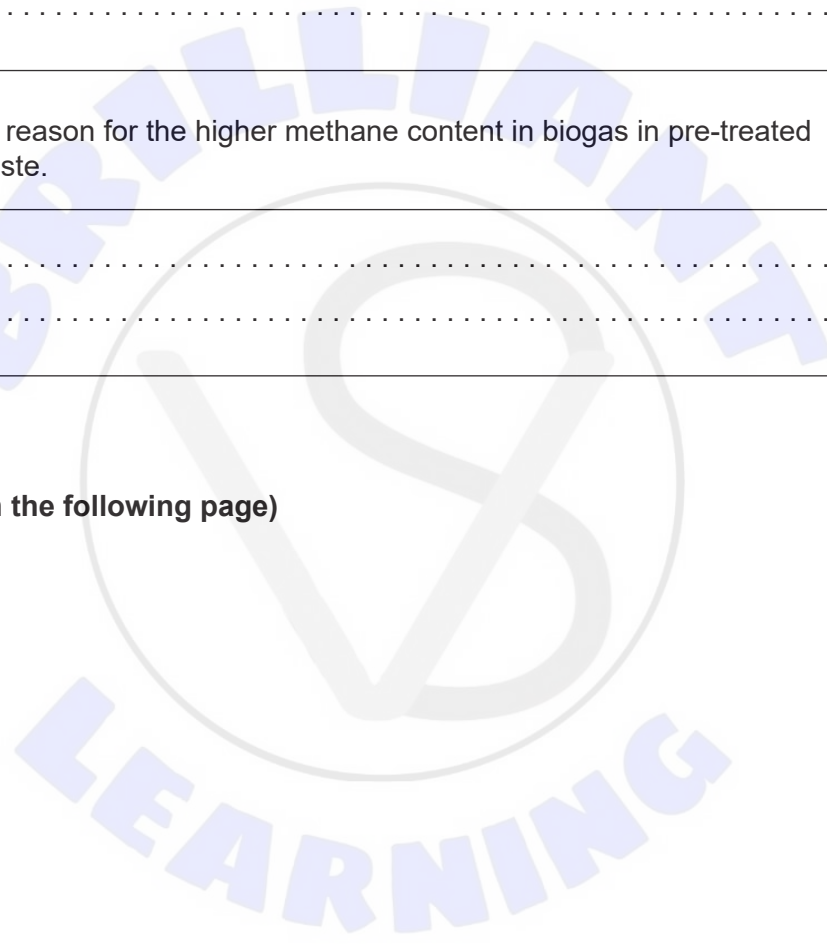 BRILLIANT
reason for the higher methane content in biogas in pre-treated
ste.
the following page)
LEARNING